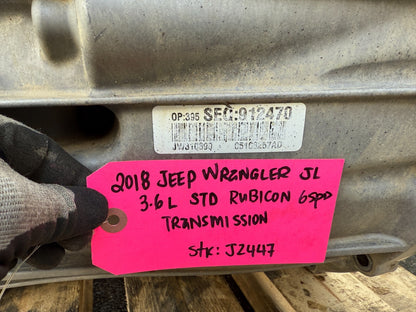 OP:395 SEQ:912470
2018 JEEP WRANGLER JL
3.6L STD RUBICON 6SPD
TRANSMISSION
Stk: J2447